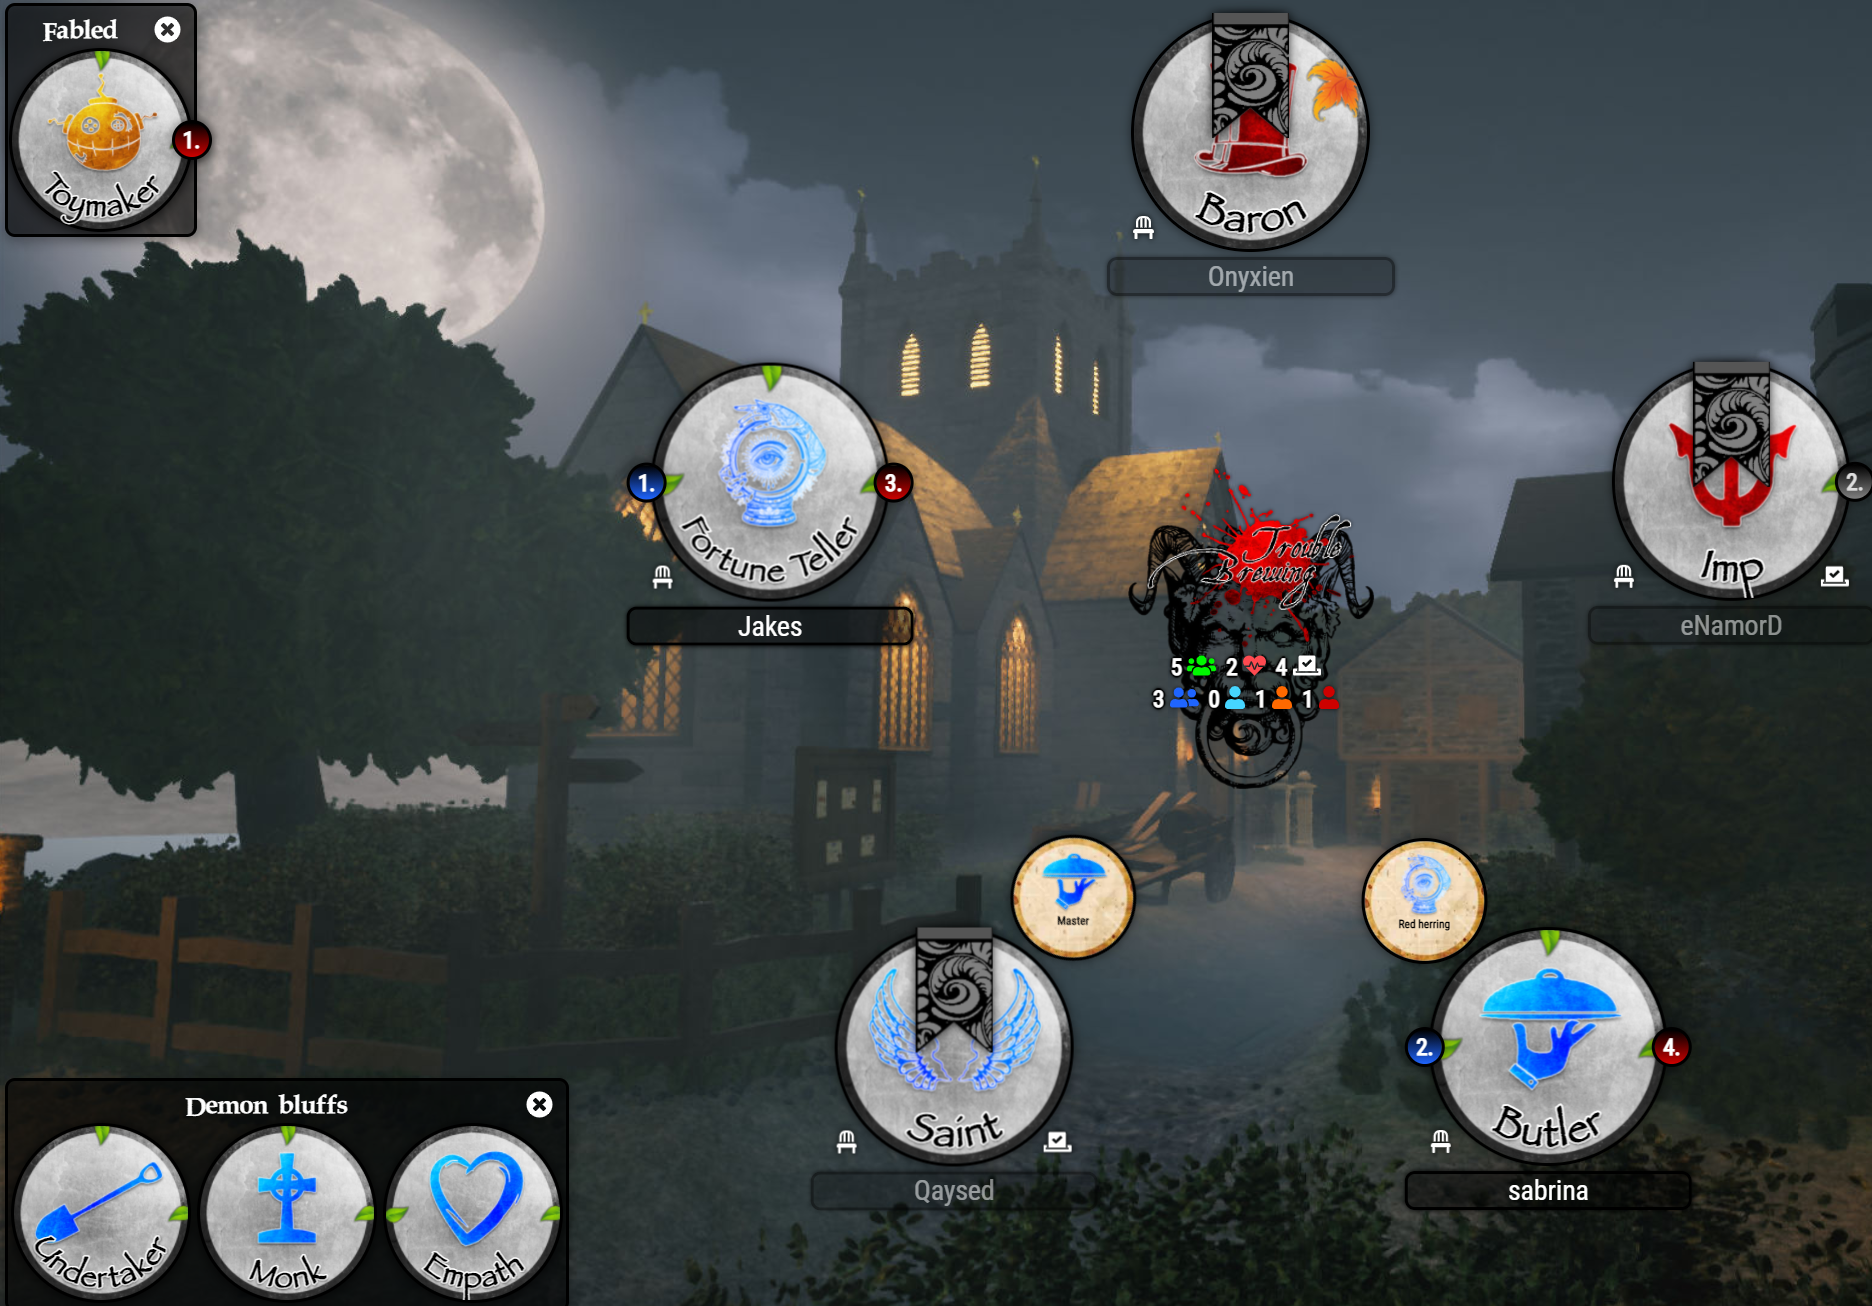 Fabled
Toymaker
1.
Baron
Onyxien
Fortune Teller
1.
3.
Jakes
Imp
2.
eNamorD
Trouble
Brewing
5 2 4
3 0 1 1
Master
Saint
Qaysed
Red herring
Butler
2.
4.
sabrina
Demon bluffs
Undertaker
Monk
Empath